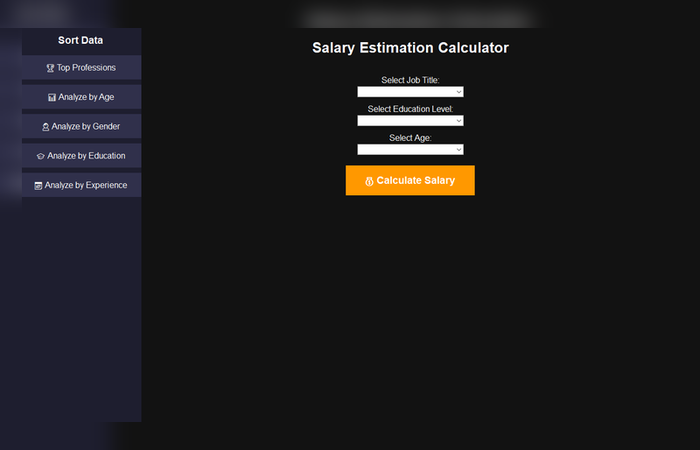 Sort Data
Top Professions
Analyze by Age
Analyze by Gender
Analyze by Education
Analyze by Experience
Salary Estimation Calculator
Select Job Title:
Select Education Level:
Select Age:
Calculate Salary